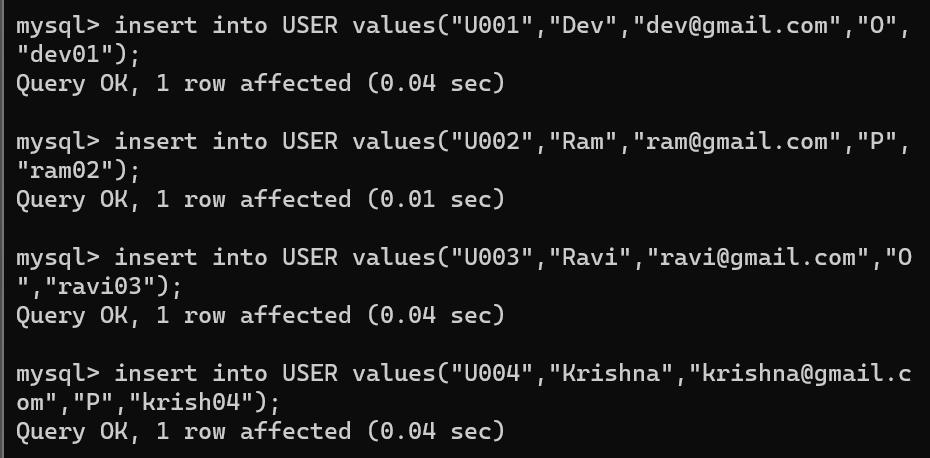 mysql> insert into USER values("U001","Dev","dev@gmail.com","O",
"dev01");
Query OK, 1 row affected (0.04 sec)
mysql> insert into USER values("U002","Ram","ram@gmail.com","P",
"ram02");
Query OK, 1 row affected (0.01 sec)
mysql> insert into USER values("U003","Ravi","ravi@gmail.com","O
","ravi03");
Query OK, 1 row affected (0.04 sec)
mysql> insert into USER values("U004","Krishna","krishna@gmail.c
om","P","krish04");
Query OK, 1 row affected (0.04 sec)